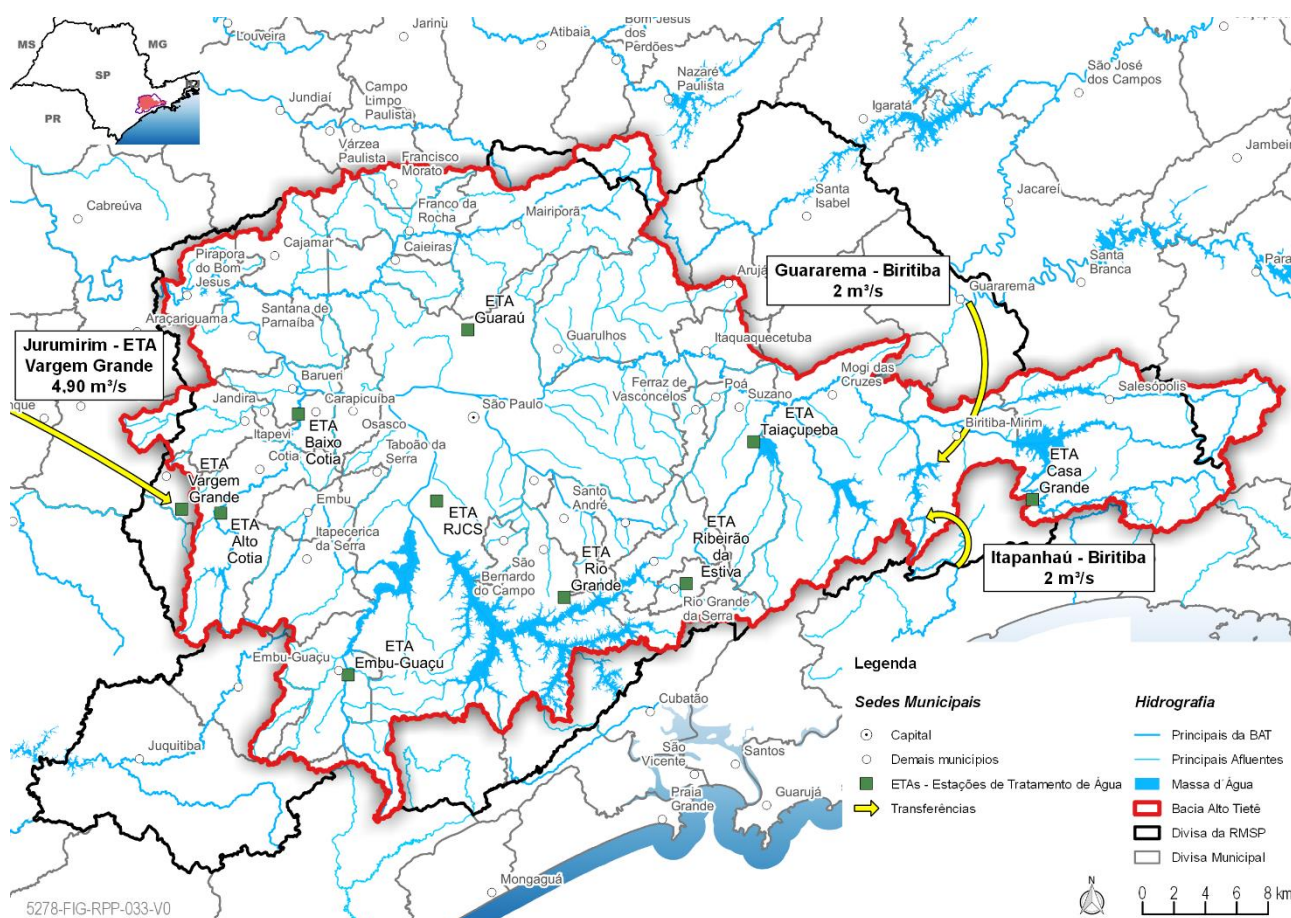 MS
MG
SP
PR
RJ
Louveira
Jarinú
Atibaia
Bom Jesus
dos
Perdões
Nazaré
Paulista
São José
dos Campos
Igaratá
Jambeiro
Jundiaí
Campo
Limpo
Paulista
Várzea
Paulista
Francisco
Morato
Franco da
Rocha
Mairiporã
Santa
Isabel
Jacareí
Cabreúva
Cajamar
Caieiras
Pirapora
do Bom
Jesus
Santa
Branca
Para
Arujá
Guararema - Biritiba
2 m³/s
Guararema
Araçariguama
Santana de
Parnaíba
ETA
Guaraú
Guarulhos
Itaquaquecetuba
Jurumirim - ETA
Vargem Grande
4,90 m³/s
Barueri
Jandira
Carapicuíba
Osasco
São Paulo
Ferraz de
Vasconcelos
Poá
Suzano
Mogi das
Cruzes
Salesópolis
nque
Itapevi
ETA
Baixo
Cotia
Cotia
Taboão da
Serra
ETA
Taiaçupeba
Biritiba-Mirim
ETA
Casa
Grande
ETA
Vargem
Grande
ETA
Alto
Cotia
Embu
Itapecerica
da Serra
ETA
RJCS
Santo
André
ETA
Ribeirão
da
Estiva
ETA
Rio
Grande
São
Bernardo
do Campo
Rio Grande
da Serra
Itapanhaú - Biritiba
2 m³/s
Embu-Guaçu
ETA
Embu-Guaçu
Juquitiba
Cubatão
São
Vicente
Santos
Praia
Grande
Guarujá
Mongaguá
Legenda
Sedes Municipais
Capital
Demais municípios
ETAs - Estações de Tratamento de Água
Transferências
Hidrografia
Principais da BAT
Principais Afluentes
Massa d´Água
Bacia Alto Tietê
Divisa da RMSP
Divisa Municipal
N
0 2 4 6 8 km
5278-FIG-RPP-033-V0